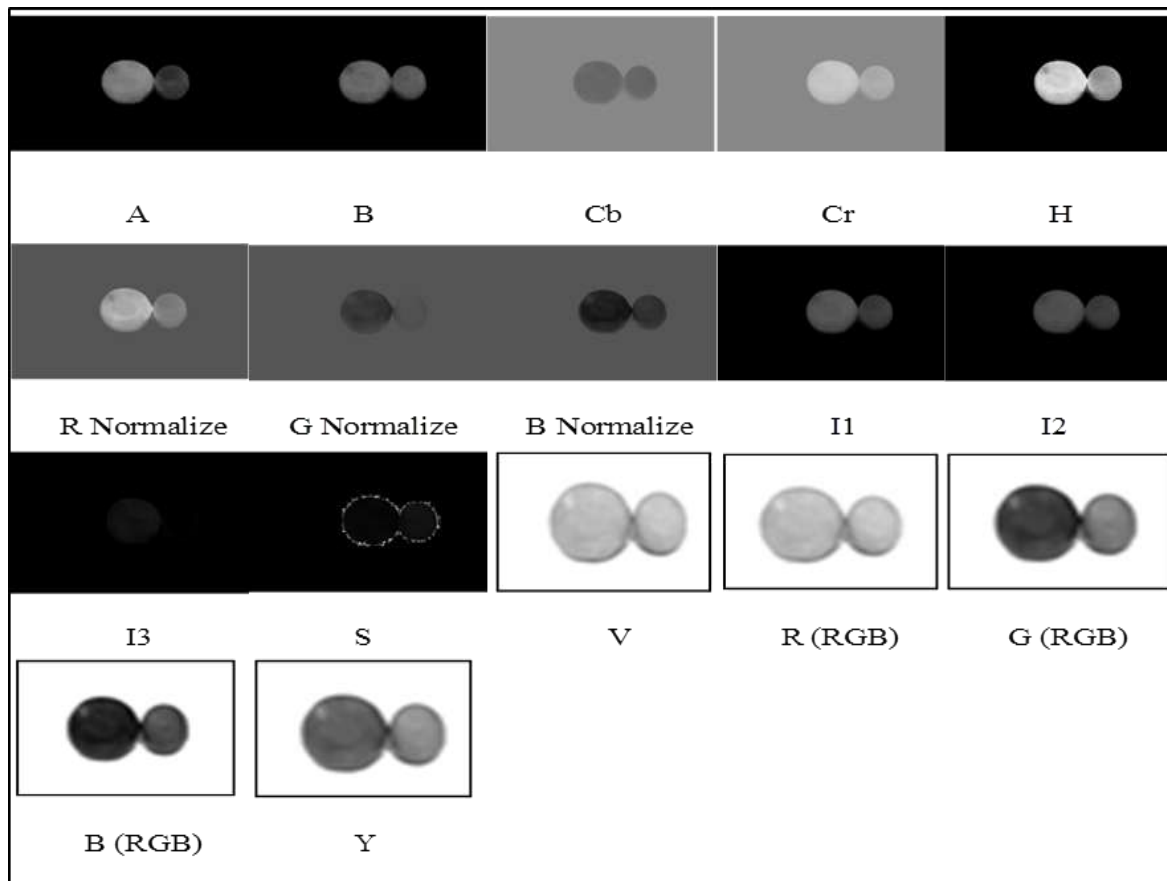 A B Cb Cr H
R Normalize G Normalize B Normalize I1 I2
I3 S V R (RGB) G (RGB)
B (RGB) Y